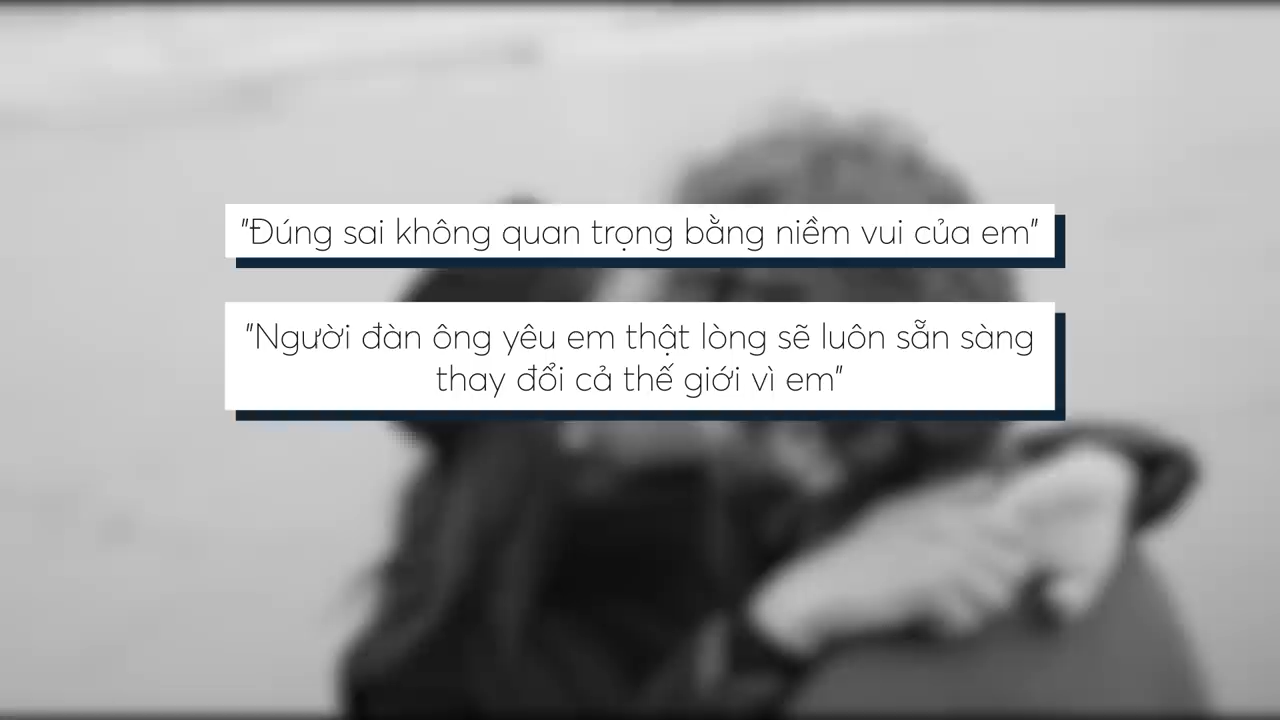 "Đúng sai không quan trọng bằng niềm vui của em"
"Người đàn ông yêu em thật lòng sẽ luôn sẵn sàng
thay đổi cả thế giới vì em"